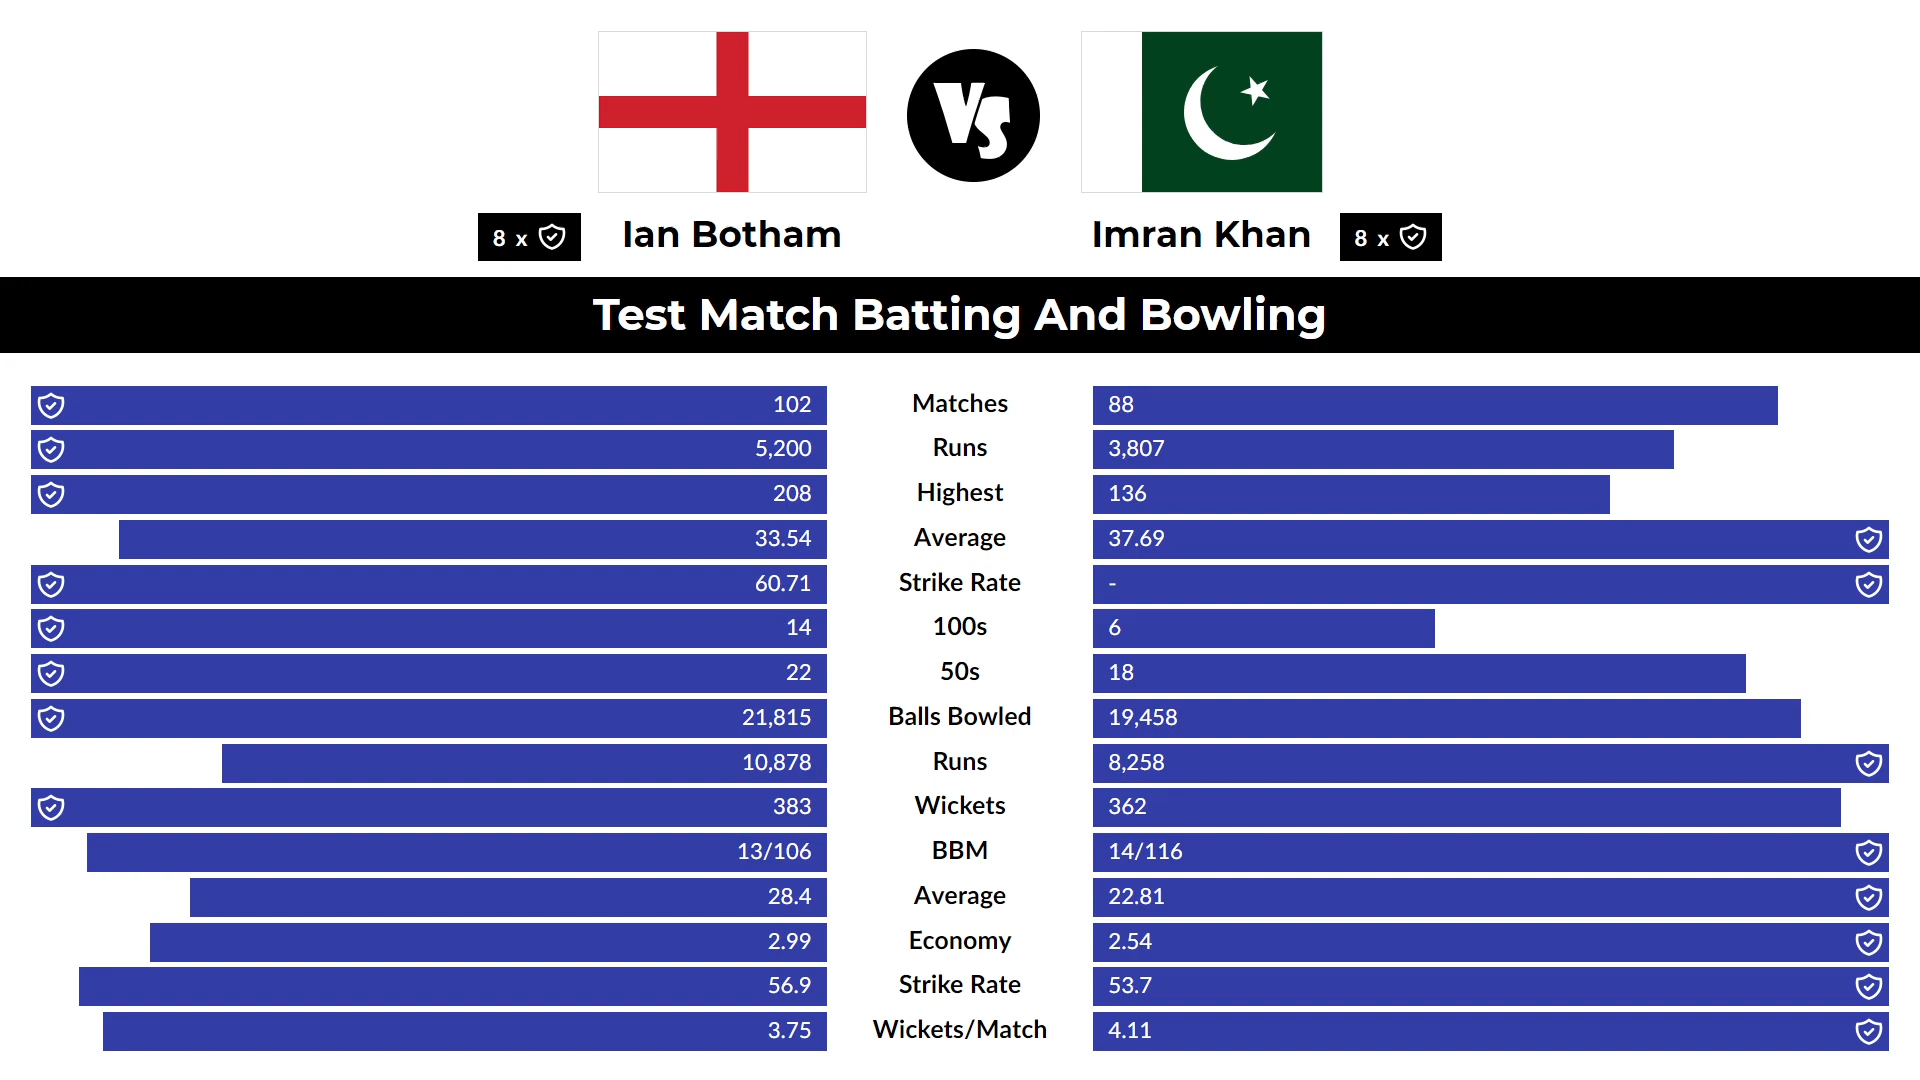 VS
8 x Ian Botham Imran Khan 8 x
Test Match Batting And Bowling
102 Matches 88
5,200 Runs 3,807
208 Highest 136
33.54 Average 37.69
60.71 Strike Rate -
14 100s 6
22 50s 18
21,815 Balls Bowled 19,458
10,878 Runs 8,258
383 Wickets 362
13/106 BBM 14/116
28.4 Average 22.81
2.99 Economy 2.54
56.9 Strike Rate 53.7
3.75 Wickets/Match 4.11